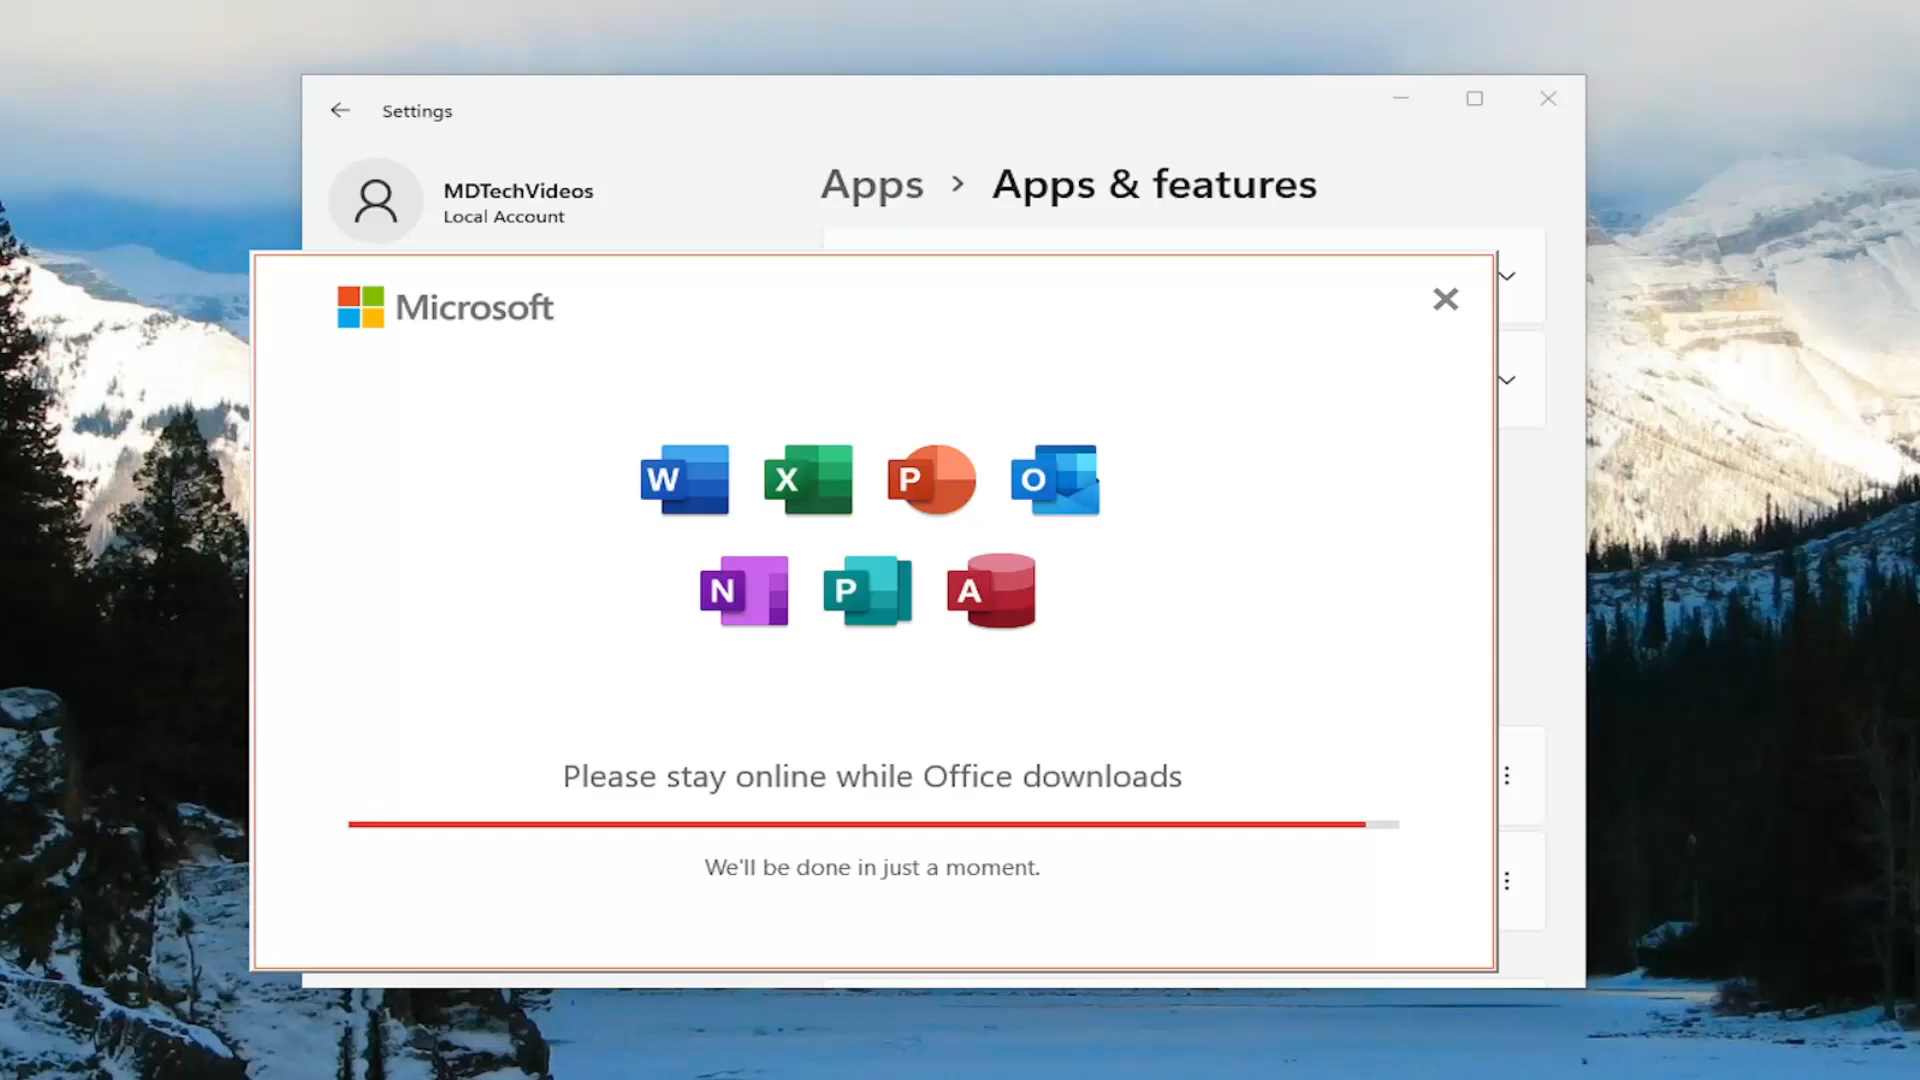 Settings
MDTechVideos
Local Account
Apps > Apps & features
Microsoft
W X P O
N P A
Please stay online while Office downloads
We'll be done in just a moment.